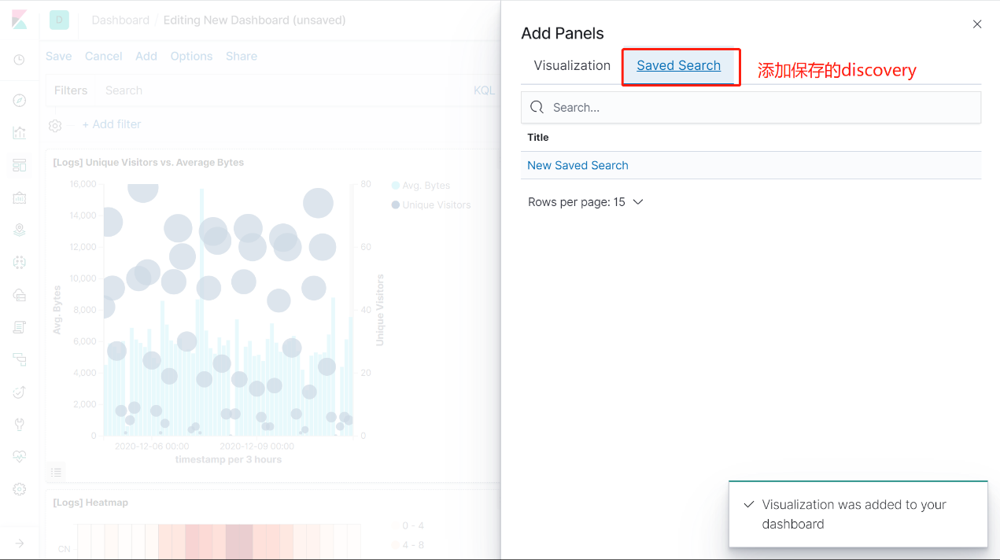 D Dashboard / Editing New Dashboard (unsaved)
Save Cancel Add Options Share
Filters Search KQL
+ Add filter
[Logs] Unique Visitors vs. Average Bytes
16,000
14,000
12,000
10,000
8,000
6,000
4,000
2,000
0
Avg. Bytes
80
60
40
20
0
Unique Visitors
Avg. Bytes
Unique Visitors
2020-12-06 00:00 2020-12-09 00:00
timestamp per 3 hours
[Logs] Heatmap
CN
0 - 4
4 - 8
Add Panels
Visualization Saved Search 添加保存的discovery
Search...
Title
New Saved Search
Rows per page: 15
Visualization was added to your
dashboard